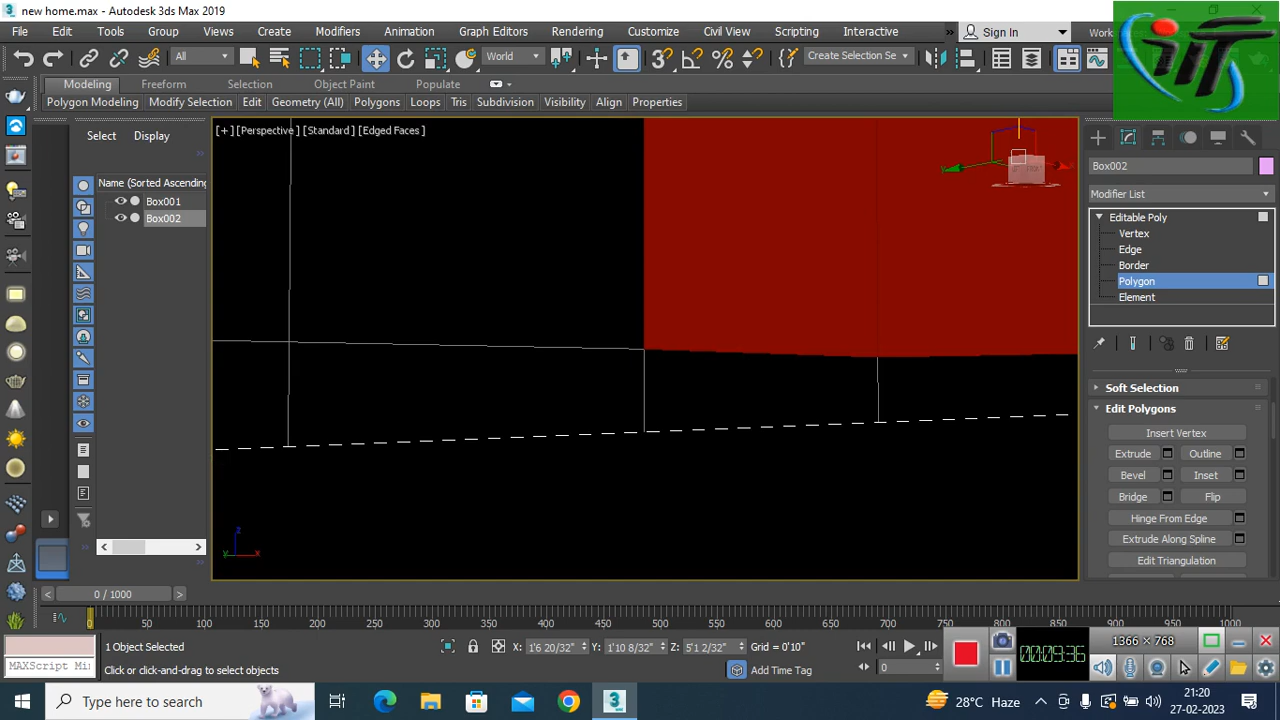 new home.max - Autodesk 3ds Max 2019
File Edit Tools Group Views Create Modifiers Animation Graph Editors Rendering Customize Civil View Scripting Interactive Sign In
All World Create Selection Se
Modeling Freeform Selection Object Paint Populate
Polygon Modeling Modify Selection Edit Geometry (All) Polygons Loops Tris Subdivision Visibility Align Properties
Select Display
Name (Sorted Ascending
Box001
Box002
[+] [Perspective ] [Standard ] [Edged Faces ]
iiTS
Box002
Modifier List
Editable Poly
Vertex
Edge
Border
Polygon
Element
Soft Selection
Edit Polygons
Insert Vertex
Extrude Outline
Bevel Inset
Bridge Flip
Hinge From Edge
Extrude Along Spline
Edit Triangulation
0 / 1000
0 50 100 150 200 250 300 350 400 450 500 550 600 650 700 750 800 850 900 950 1000
1 Object Selected X: 1'6 20/32" Y: 1'10 8/32" Z: 5'1 2/32" Grid = 0'10"
MAXScript Mi Click or click-and-drag to select objects Add Time Tag 0
1366 × 768
00:09:36
Type here to search 28°C Haze 21:20
27-02-2023